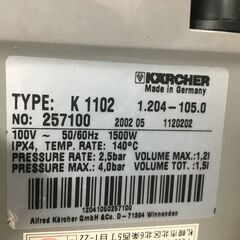 KÄRCHER
Made in Germany
TYPE: K 1102 1.204-105.0
NO: 257100 2002 05 1120202
100V ~ 50/60Hz 1500W
IPX4, TEMP. RATE: 140°C
PRESSURE RATE: 2,5bar VOLUME MAX.: 1,2l
PRESSURE MAX.: 4,0bar VOLUME MAX.: 1,5l
12041050257100
Alfred Kärcher GmbH &Co. D – 71364 Winnenden